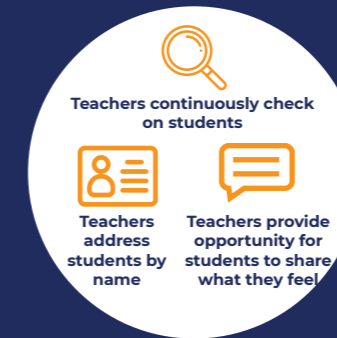 Teachers continuously check
on students
Teachers
address
students by
name
Teachers provide
opportunity for
students to share
what they feel